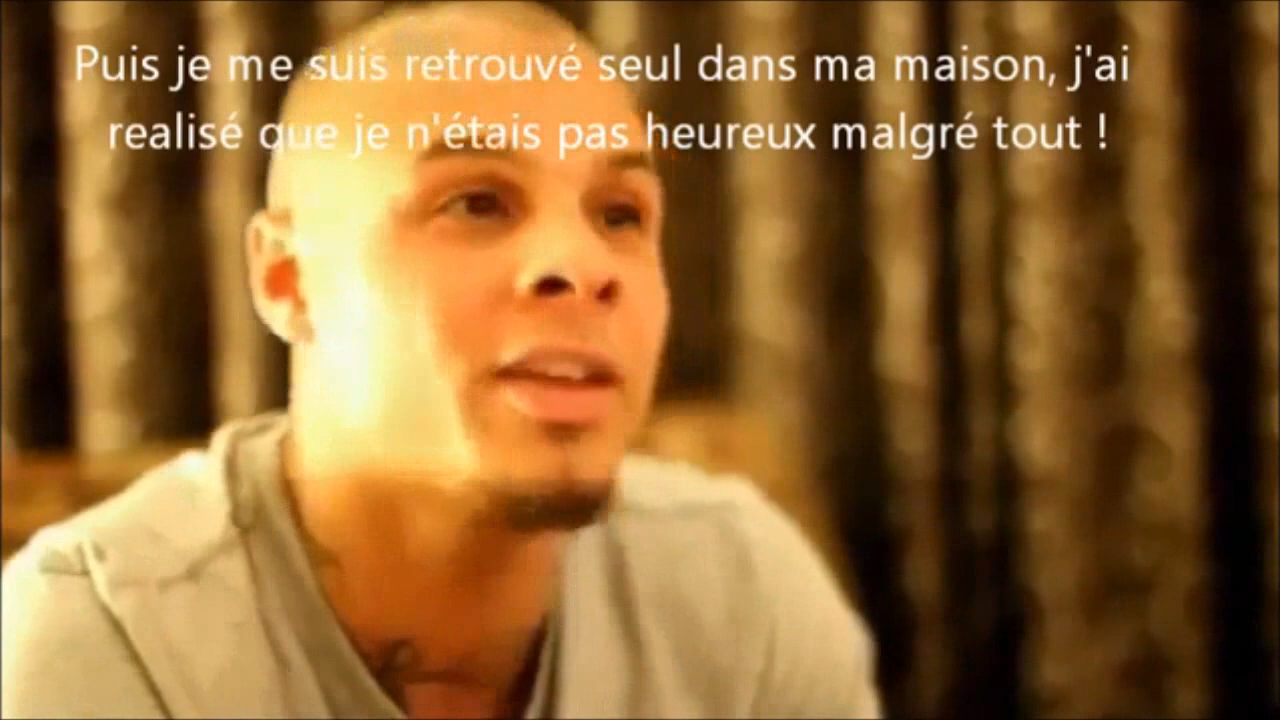 Puis je me suis retrouvé seul dans ma maison, j'ai
realisé que je n'étais pas heureux malgré tout !